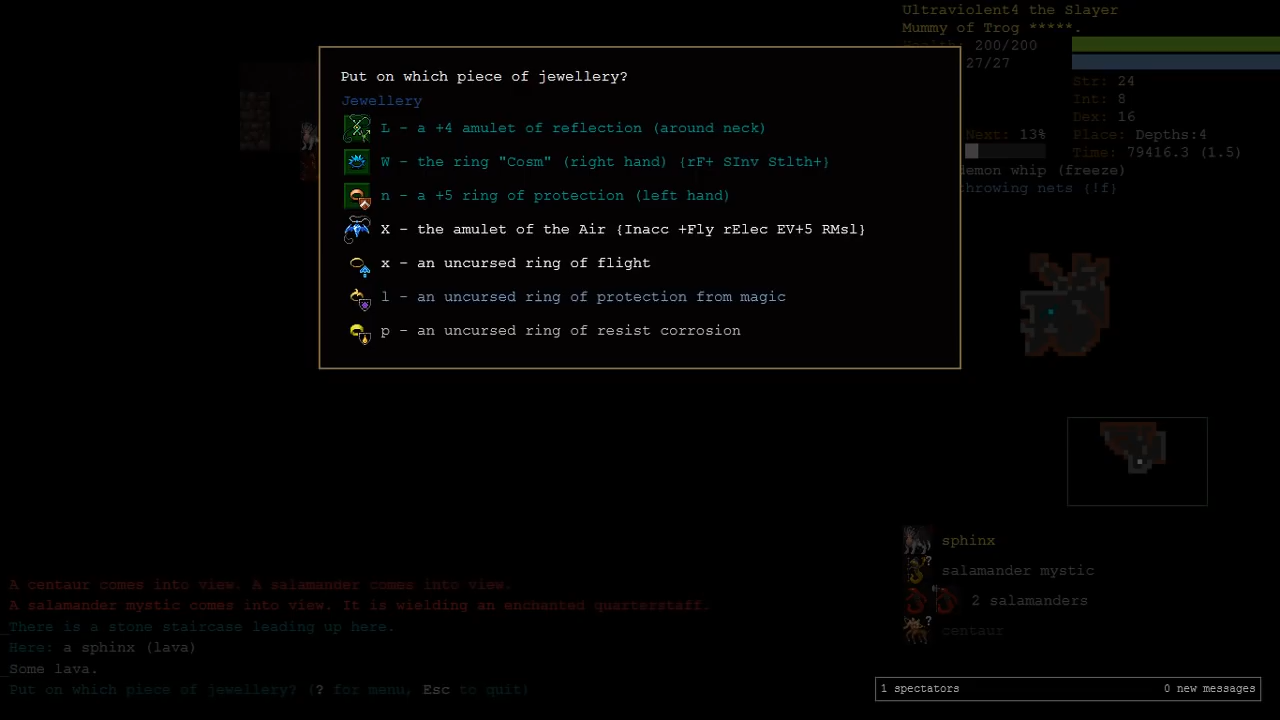 Ultraviolent4 the Slayer
Mummy of Trog *****.
Health: 200/200
27/27
Str: 24
Int: 8
Dex: 16
Next: 13% Place: Depths:4
Time: 79416.3 (1.5)
demon whip (freeze)
throwing nets {!f}
Put on which piece of jewellery?
Jewellery
L - a +4 amulet of reflection (around neck)
W - the ring "Cosm" (right hand) {rF+ SInv Stlth+}
n - a +5 ring of protection (left hand)
X - the amulet of the Air {Inacc +Fly rElec EV+5 RMsl}
x - an uncursed ring of flight
l - an uncursed ring of protection from magic
p - an uncursed ring of resist corrosion
sphinx
salamander mystic
2 salamanders
centaur
A centaur comes into view. A salamander comes into view.
A salamander mystic comes into view. It is wielding an enchanted quarterstaff.
_There is a stone staircase leading up here.
Here: a sphinx (lava)
_Some lava.
Put on which piece of jewellery? (? for menu, Esc to quit)
1 spectators 0 new messages